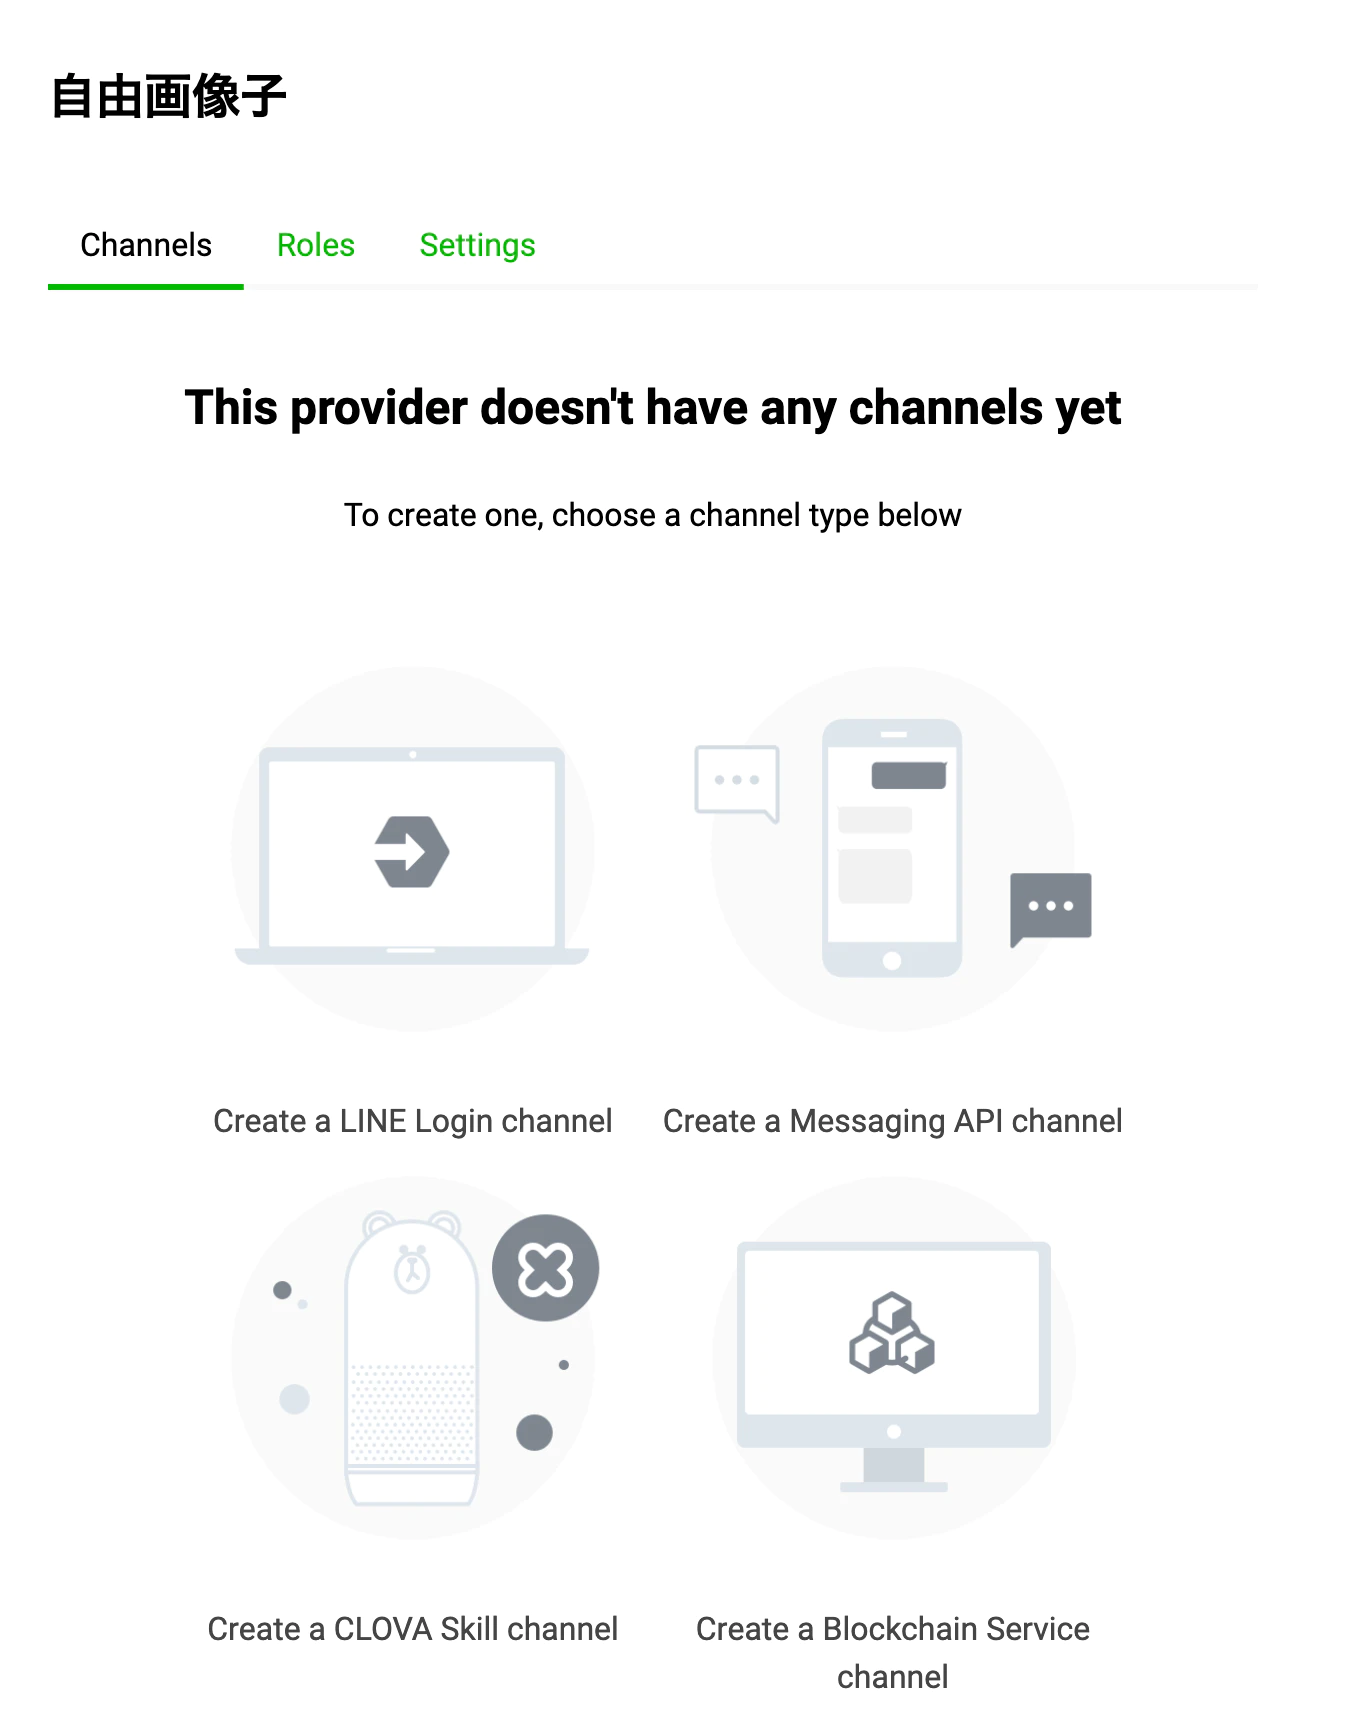 自由画像子
Channels Roles Settings
This provider doesn't have any channels yet
To create one, choose a channel type below
Create a LINE Login channel
Create a Messaging API channel
Create a CLOVA Skill channel
Create a Blockchain Service
channel